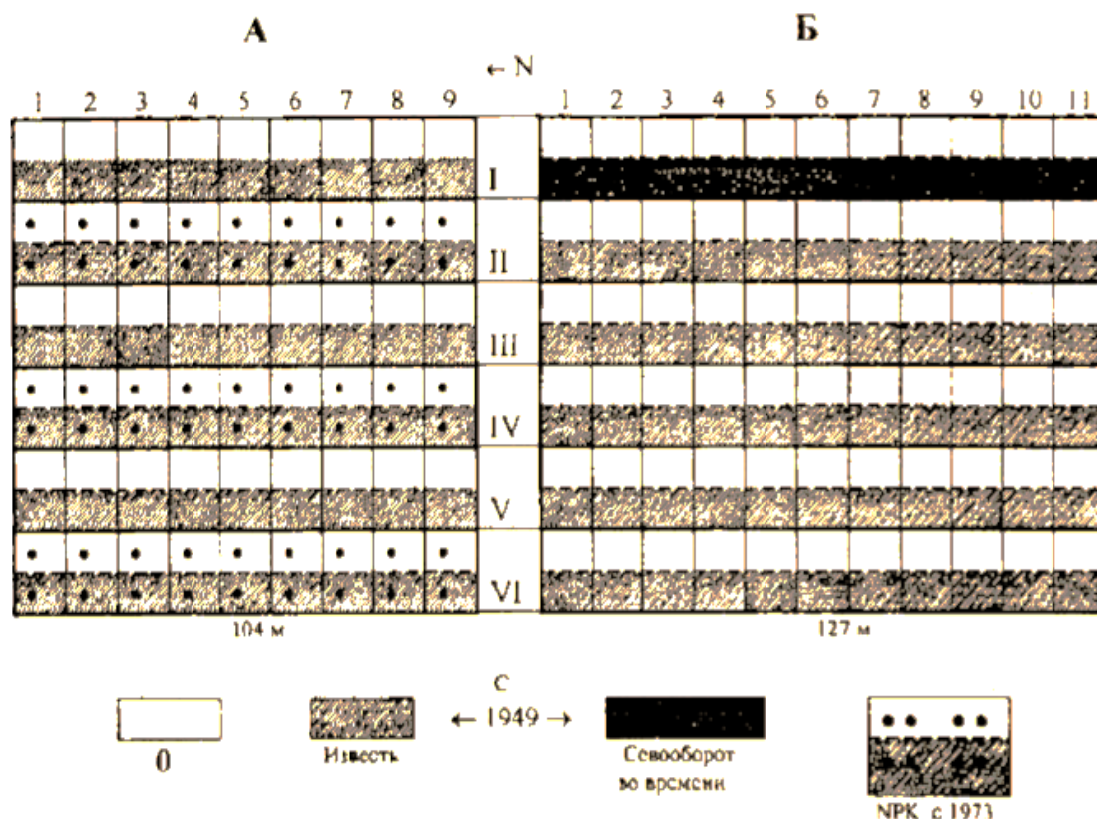 А Б
← N
1 2 3 4 5 6 7 8 9 1 2 3 4 5 6 7 8 9 10 11
I
II
III
IV
V
VI
104 м 127 м
С
← 1949 →
0 Известь Севооборот
во времени
NPK с 1973